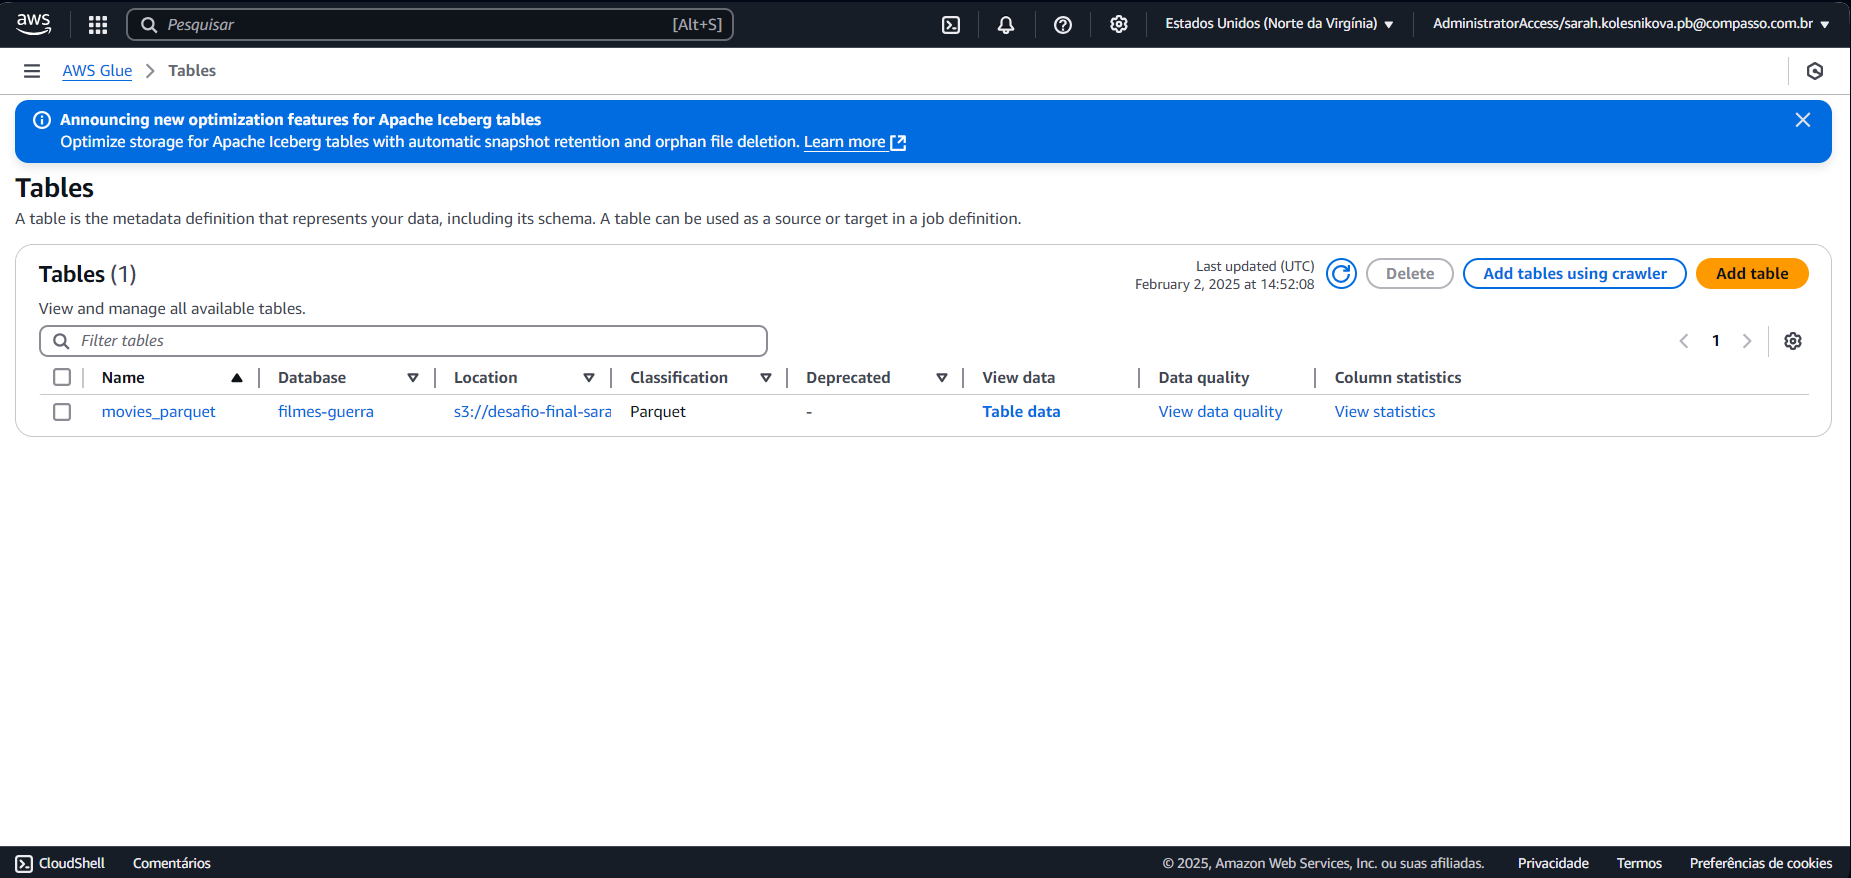 aws
Pesquisar [Alt+S]
Estados Unidos (Norte da Virgínia)
AdministratorAccess/sarah.kolesnikova.pb@compasso.com.br
AWS Glue
Tables
Announcing new optimization features for Apache Iceberg tables
Optimize storage for Apache Iceberg tables with automatic snapshot retention and orphan file deletion. Learn more
Tables
A table is the metadata definition that represents your data, including its schema. A table can be used as a source or target in a job definition.
Tables (1)
Last updated (UTC)
February 2, 2025 at 14:52:08
Delete
Add tables using crawler
Add table
View and manage all available tables.
Filter tables
1
Name Database Location Classification Deprecated View data Data quality Column statistics
movies_parquet filmes-guerra s3://desafio-final-sara Parquet - Table data View data quality View statistics
CloudShell Comentários © 2025, Amazon Web Services, Inc. ou suas afiliadas. Privacidade Termos Preferências de cookies